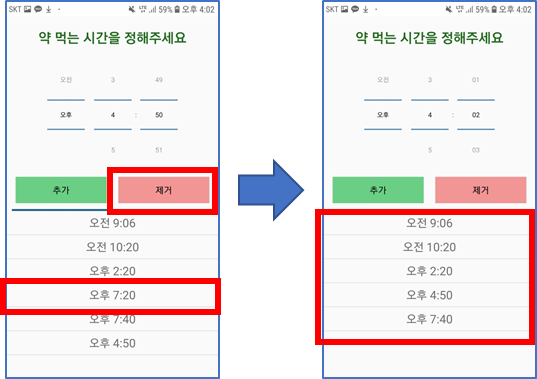 SKT 59% 오후 4:02
약 먹는 시간을 정해주세요
오전 3 49
오후 4 : 50
5 51
추가 제거
오전 9:06
오전 10:20
오후 2:20
오후 7:20
오후 7:40
오후 4:50
SKT 59% 오후 4:02
약 먹는 시간을 정해주세요
오전 3 01
오후 4 : 02
5 03
추가 제거
오전 9:06
오전 10:20
오후 2:20
오후 4:50
오후 7:40